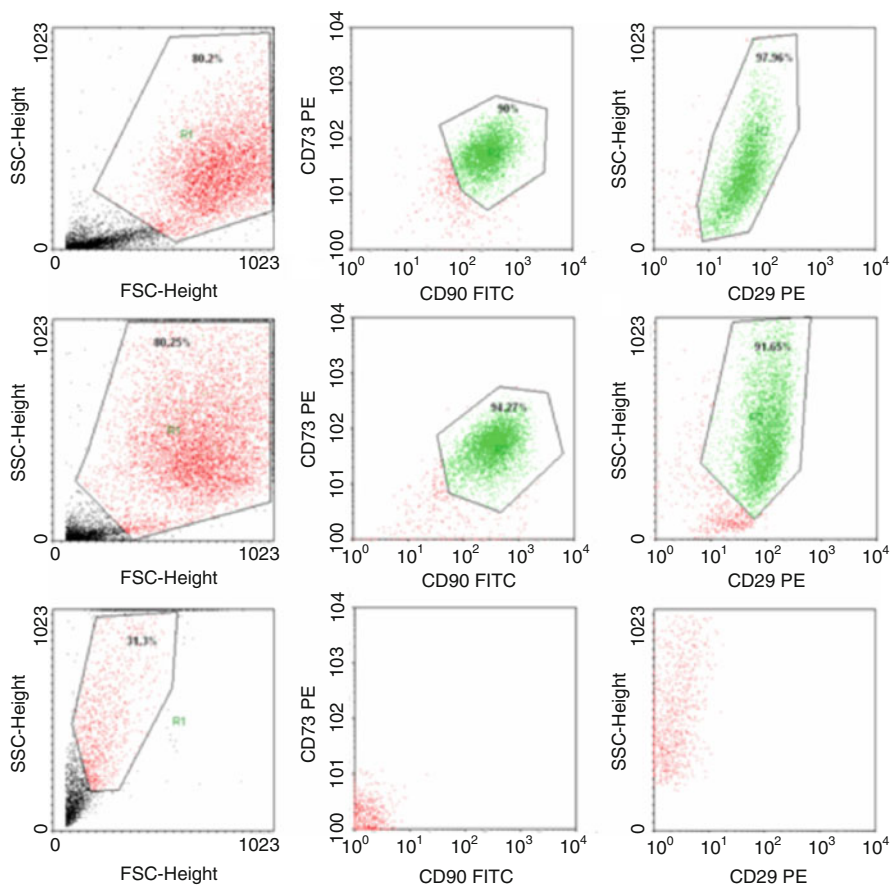 SSC-Height
1023
0
80.2%
R1
0
1023
FSC-Height
CD73 PE
104
103
102
101
100
90%
10⁰ 10¹ 10² 10³ 10⁴
CD90 FITC
SSC-Height
1023
0
97.96%
10⁰ 10¹ 10² 10³ 10⁴
CD29 PE
SSC-Height
1023
0
80.25%
0
1023
FSC-Height
CD73 PE
104
103
102
101
100
94.27%
10⁰ 10¹ 10² 10³ 10⁴
CD90 FITC
SSC-Height
1023
0
91.65%
10⁰ 10¹ 10² 10³ 10⁴
CD29 PE
SSC-Height
1023
0
31.3%
R1
0
1023
FSC-Height
CD73 PE
104
103
102
101
100
10⁰ 10¹ 10² 10³ 10⁴
CD90 FITC
SSC-Height
1023
0
10⁰ 10¹ 10² 10³ 10⁴
CD29 PE